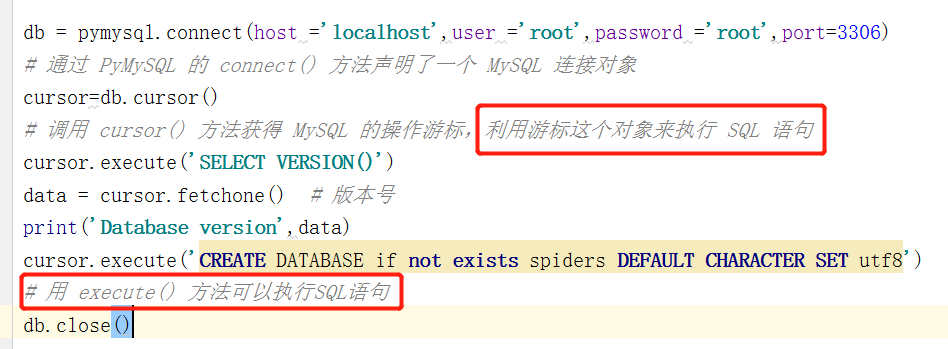 db = pymysql.connect(host ='localhost',user ='root',password ='root',port=3306)
# 通过 PyMySQL 的 connect() 方法声明了一个 MySQL 连接对象
cursor=db.cursor()
# 调用 cursor() 方法获得 MySQL 的操作游标，利用游标这个对象来执行 SQL 语句
cursor.execute('SELECT VERSION()')
data = cursor.fetchone()  # 版本号
print('Database version',data)
cursor.execute('CREATE DATABASE if not exists spiders DEFAULT CHARACTER SET utf8')
# 用 execute() 方法可以执行SQL语句
db.close()